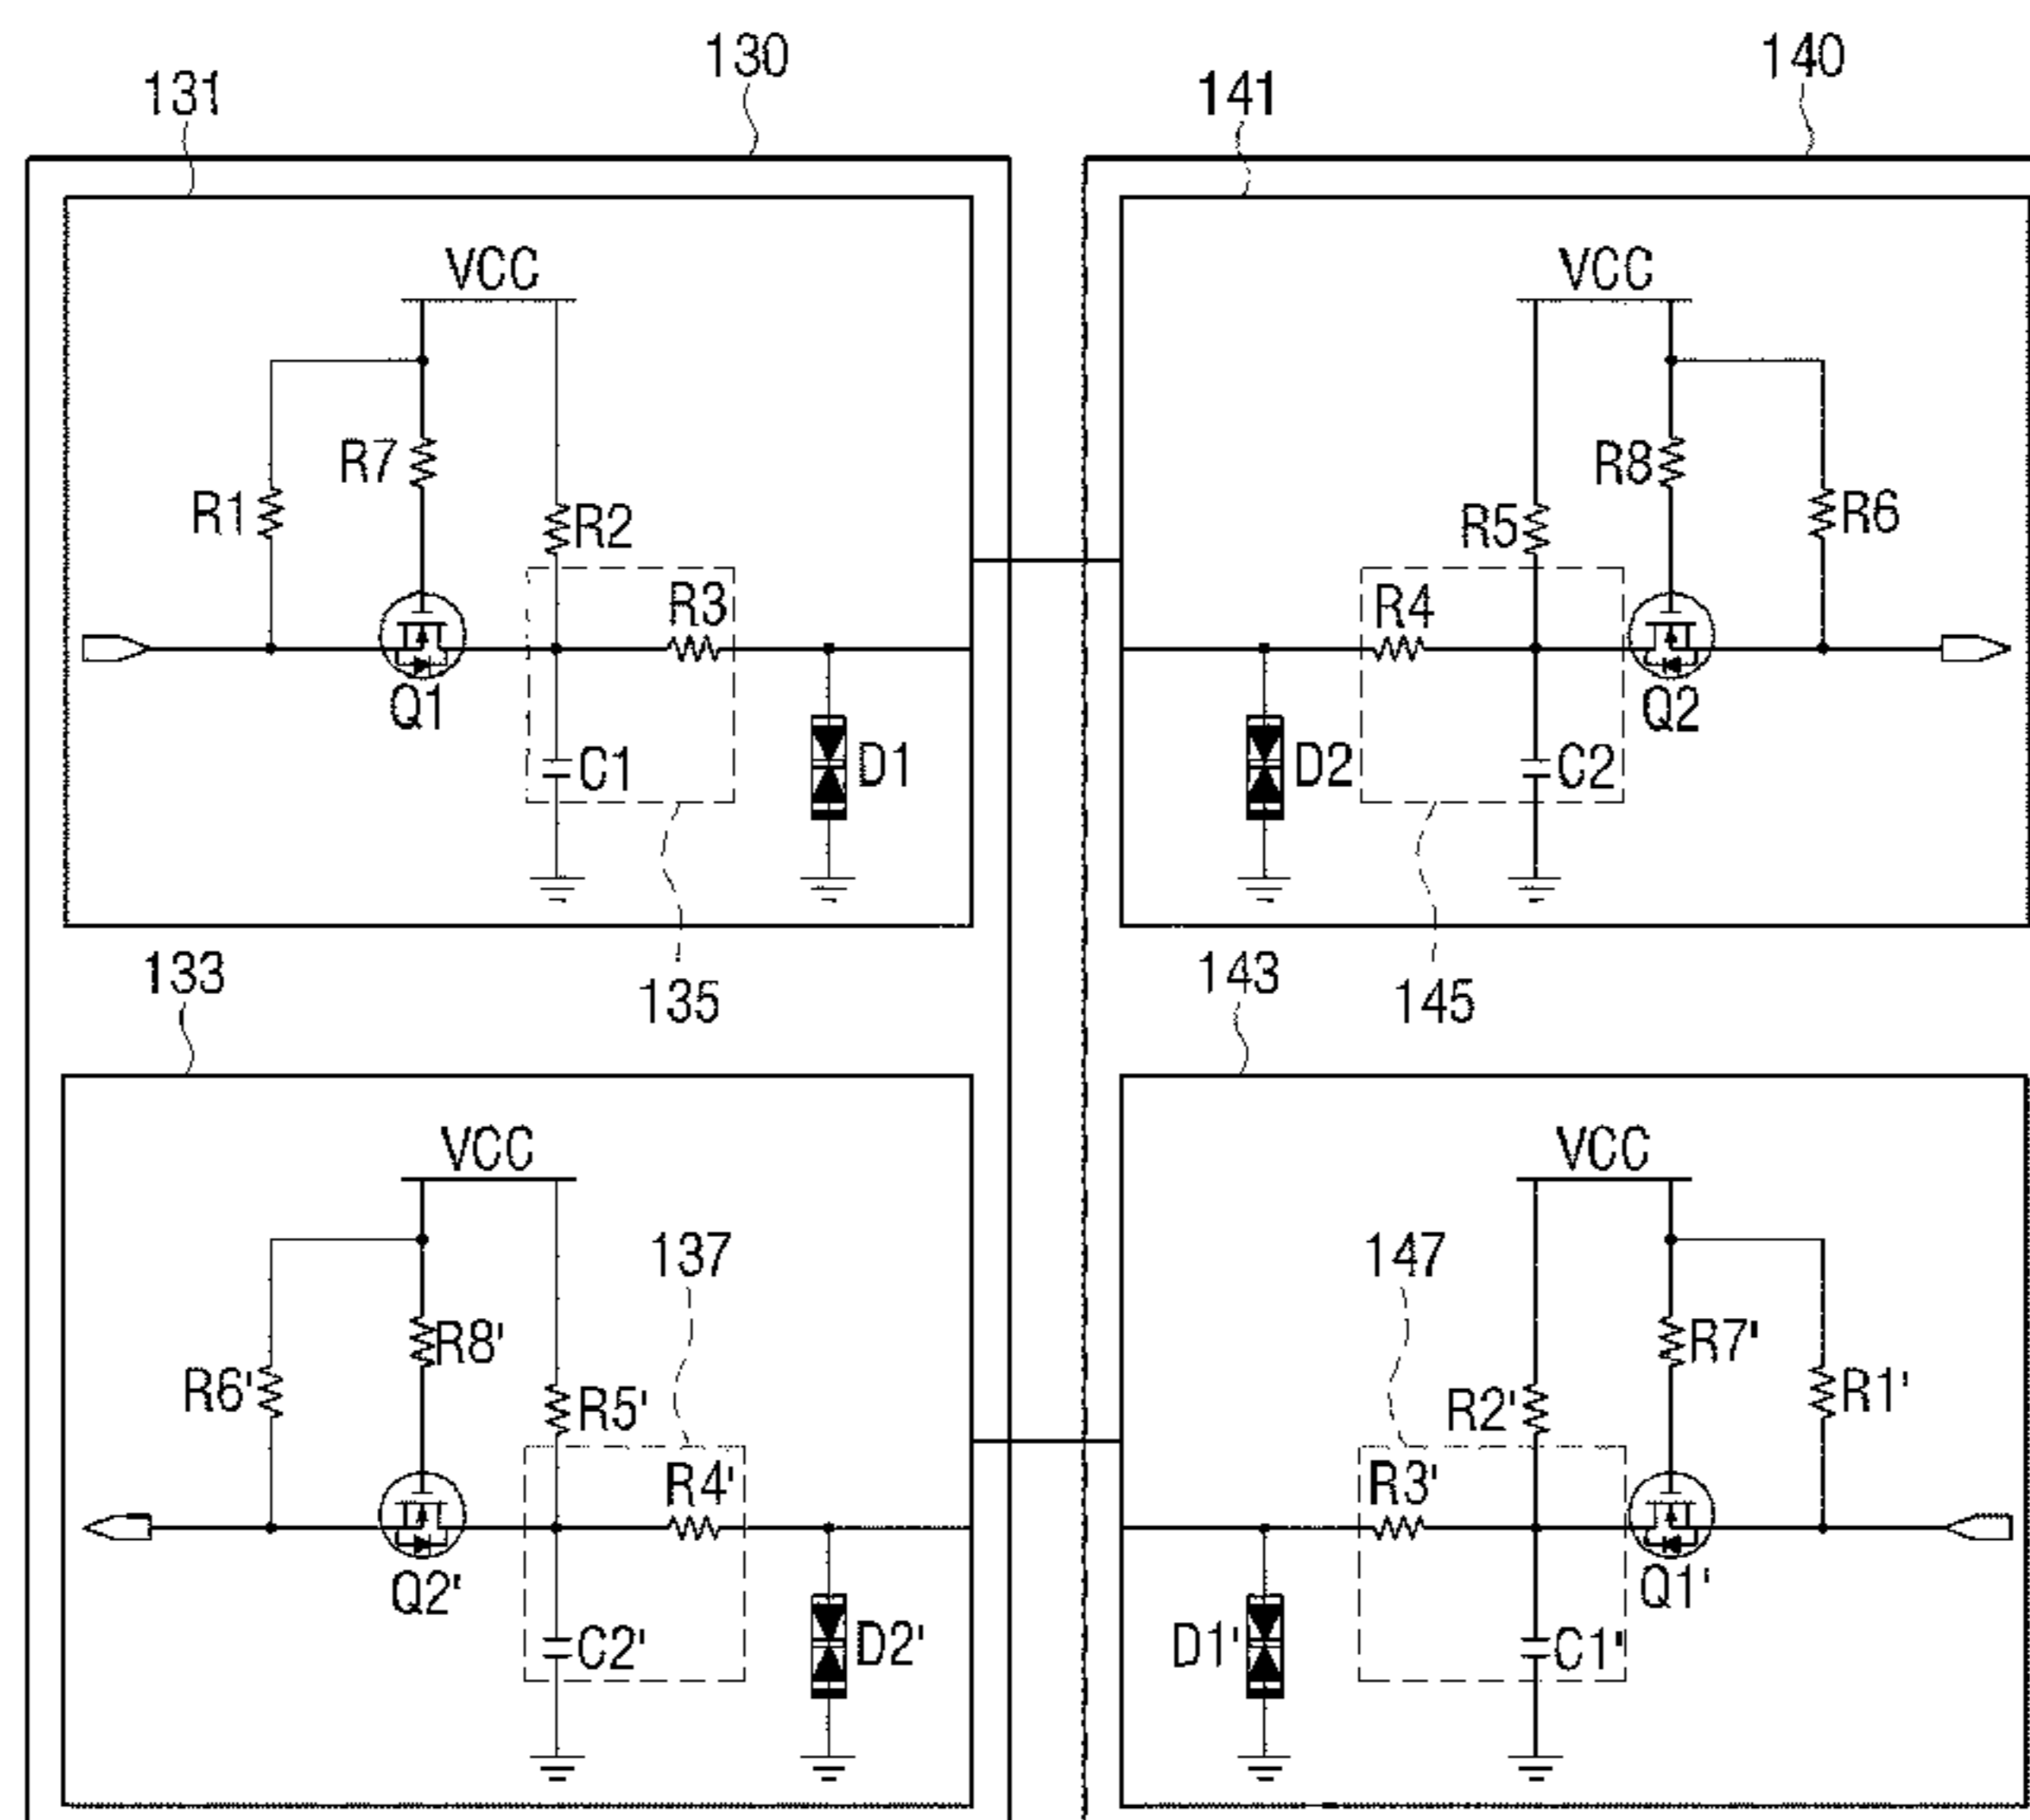 130
140
131
141
VCC
VCC
R7
R8
R1
R2
R5
R6
R3
R4
Q1
Q2
C1
D1
D2
C2
133
143
135
145
VCC
VCC
137
147
R8'
R7'
R6'
R5'
R2'
R1'
R4'
R3'
Q2'
Q1'
C2'
D2'
D1'
C1'